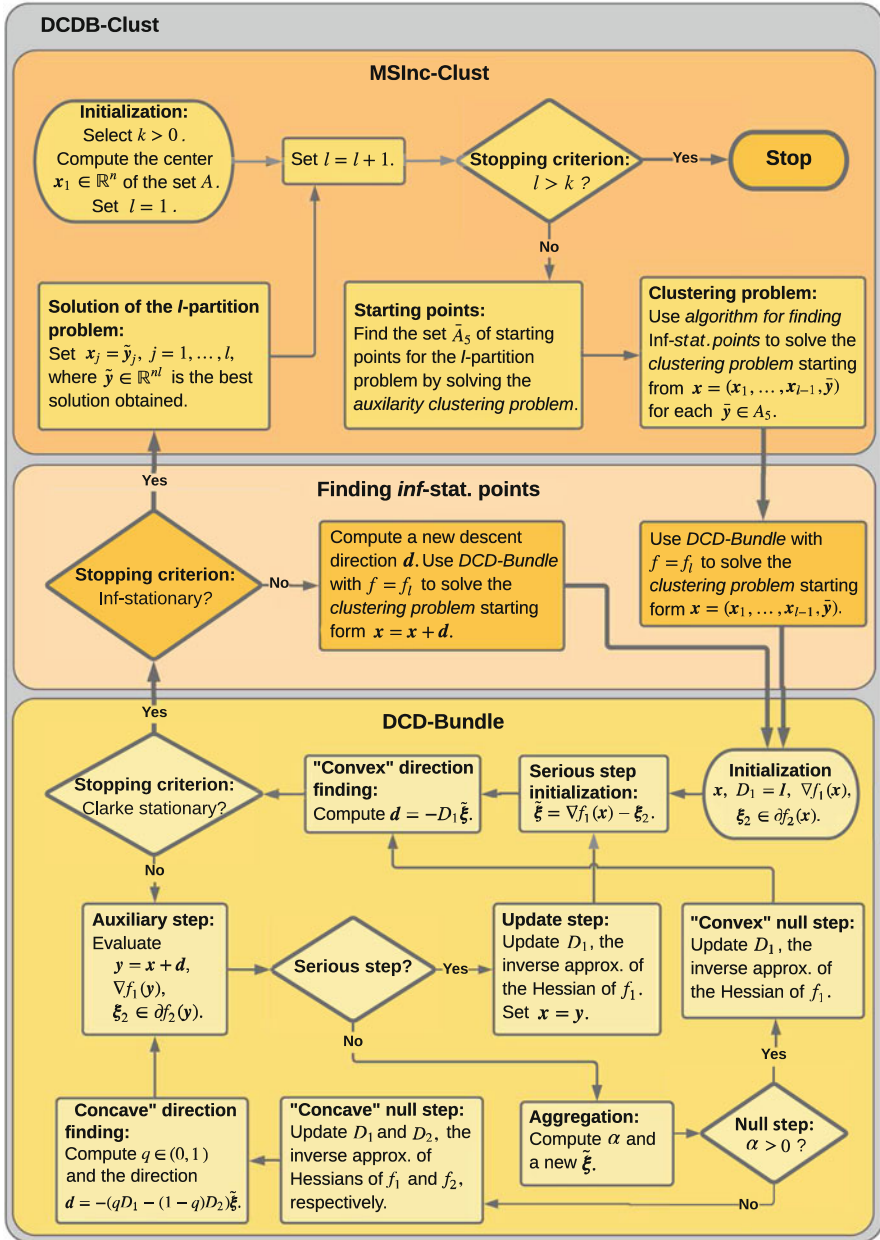 DCDB-Clust
MSInc-Clust
Initialization:
Select k > 0 .
Compute the center
x₁ ∈ ℝⁿ of the set A.
Set l = 1 .
Set l = l + 1.
Stopping criterion:
l > k ?
Yes
Stop
No
Solution of the l-partition
problem:
Set xⱼ = ỹⱼ, j = 1, … , l,
where ỹ ∈ ℝⁿˡ is the best
solution obtained.
Starting points:
Find the set Ā₅ of starting
points for the l-partition
problem by solving the
auxilarity clustering problem.
Clustering problem:
Use algorithm for finding
Inf-stat. points to solve the
clustering problem starting
from x = (x₁, … , xₗ₋₁, ȳ)
for each ȳ ∈ A₅.
Yes
Finding inf-stat. points
Stopping criterion:
Inf-stationary?
No
Compute a new descent
direction d. Use DCD-Bundle
with f = fₗ to solve the
clustering problem starting
form x = x + d.
Use DCD-Bundle with
f = fₗ to solve the
clustering problem starting
form x = (x₁, … , xₗ₋₁, ȳ).
Yes
DCD-Bundle
Stopping criterion:
Clarke stationary?
"Convex" direction
finding:
Compute d = −D₁ξ̃.
Serious step
initialization:
ξ̃ = ∇f₁(x) − ξ₂.
Initialization
x, D₁ = I, ∇f₁(x),
ξ₂ ∈ ∂f₂(x).
No
Auxiliary step:
Evaluate
y = x + d,
∇f₁(y),
ξ₂ ∈ ∂f₂(y).
Serious step?
Yes
Update step:
Update D₁, the
inverse approx. of
the Hessian of f₁.
Set x = y.
"Convex" null step:
Update D₁, the
inverse approx. of
the Hessian of f₁.
No
Yes
Concave" direction
finding:
Compute q ∈ (0, 1)
and the direction
d = −(qD₁ − (1 − q)D₂)ξ̃.
"Concave" null step:
Update D₁ and D₂, the
inverse approx. of
Hessians of f₁ and f₂,
respectively.
Aggregation:
Compute α and
a new ξ̃.
Null step:
α > 0 ?
No